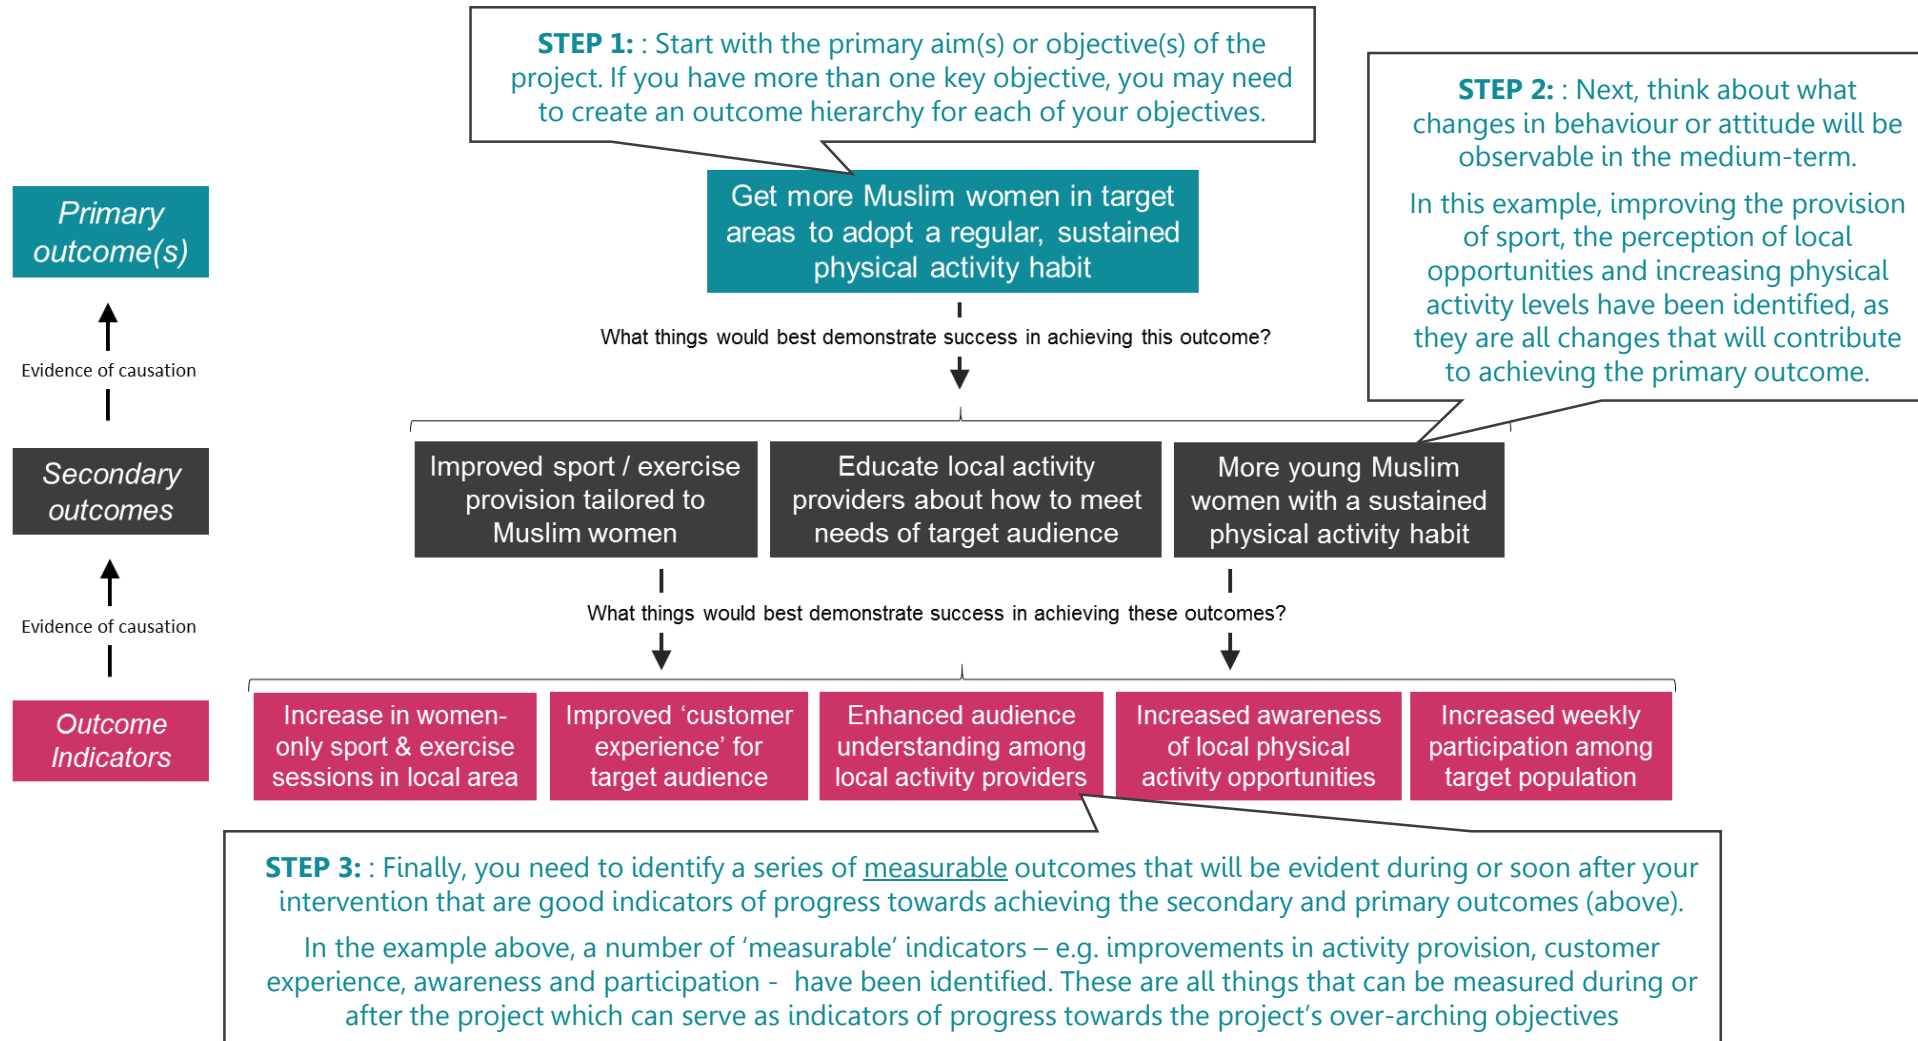 STEP 1: : Start with the primary aim(s) or objective(s) of the
project. If you have more than one key objective, you may need
to create an outcome hierarchy for each of your objectives.
STEP 2: : Next, think about what
changes in behaviour or attitude will be
observable in the medium-term.
In this example, improving the provision
of sport, the perception of local
opportunities and increasing physical
activity levels have been identified, as
they are all changes that will contribute
to achieving the primary outcome.
Primary
outcome(s)
Get more Muslim women in target
areas to adopt a regular, sustained
physical activity habit
What things would best demonstrate success in achieving this outcome?
Evidence of causation
Secondary
outcomes
Improved sport / exercise
provision tailored to
Muslim women
Educate local activity
providers about how to meet
needs of target audience
More young Muslim
women with a sustained
physical activity habit
What things would best demonstrate success in achieving these outcomes?
Evidence of causation
Outcome
Indicators
Increase in women-
only sport & exercise
sessions in local area
Improved ‘customer
experience’ for
target audience
Enhanced audience
understanding among
local activity providers
Increased awareness
of local physical
activity opportunities
Increased weekly
participation among
target population
STEP 3: : Finally, you need to identify a series of measurable outcomes that will be evident during or soon after your
intervention that are good indicators of progress towards achieving the secondary and primary outcomes (above).
In the example above, a number of ‘measurable’ indicators – e.g. improvements in activity provision, customer
experience, awareness and participation -  have been identified. These are all things that can be measured during or
after the project which can serve as indicators of progress towards the project’s over-arching objectives